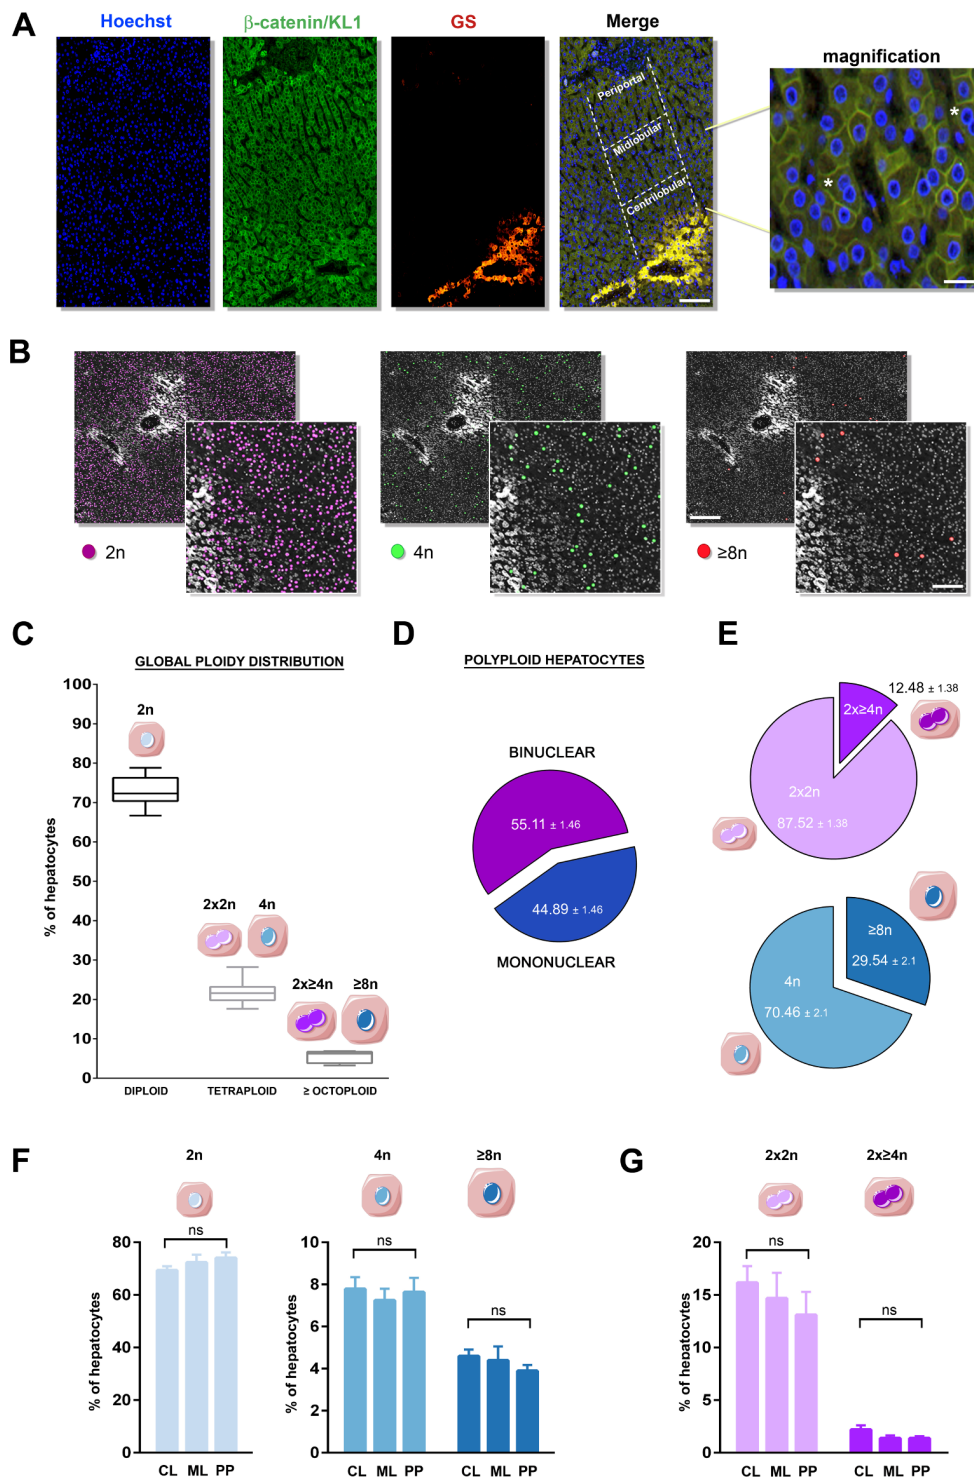 A
Hoechst
β-catenin/KL1
GS
Merge
magnification
Periportal
Midlobular
Centrilobular
*
*
B
2n
4n
≥8n
C
GLOBAL PLOIDY DISTRIBUTION
% of hepatocytes
100
90
80
70
60
50
40
30
20
10
0
2n
2x2n 4n
2x≥4n ≥8n
DIPLOID TETRAPLOID ≥ OCTOPLOID
D
POLYPLOID HEPATOCYTES
BINUCLEAR
55.11 ± 1.46
44.89 ± 1.46
MONONUCLEAR
E
12.48 ± 1.38
2x≥4n
2x2n
87.52 ± 1.38
≥8n
29.54 ± 2.1
4n
70.46 ± 2.1
F
2n
ns
% of hepatocytes
80
60
40
20
0
CL ML PP
4n ≥8n
ns
ns
% of hepatocytes
10
8
6
4
2
0
CL ML PP CL ML PP
G
2x2n 2x≥4n
ns
ns
% of hepatocytes
20
15
10
5
0
CL ML PP CL ML PP